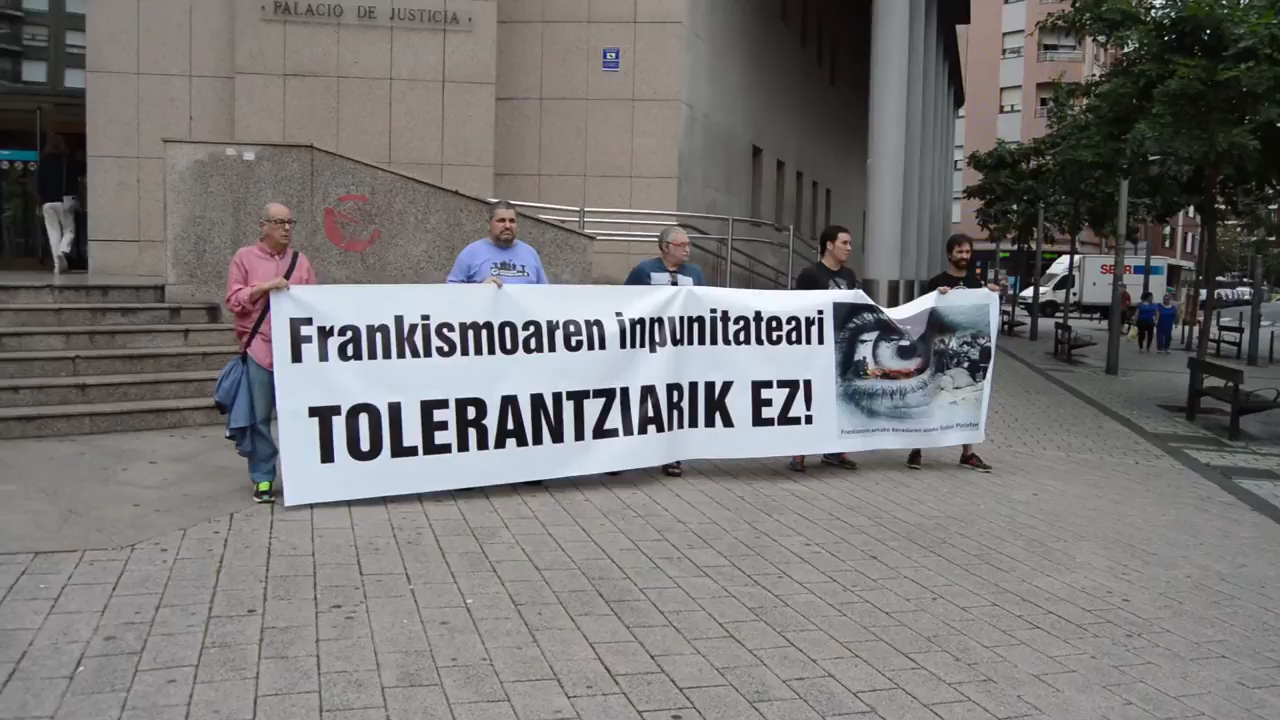 · PALACIO DE JUSTICIA ·
Frankismoaren inpunitateari
TOLERANTZIARIK EZ!